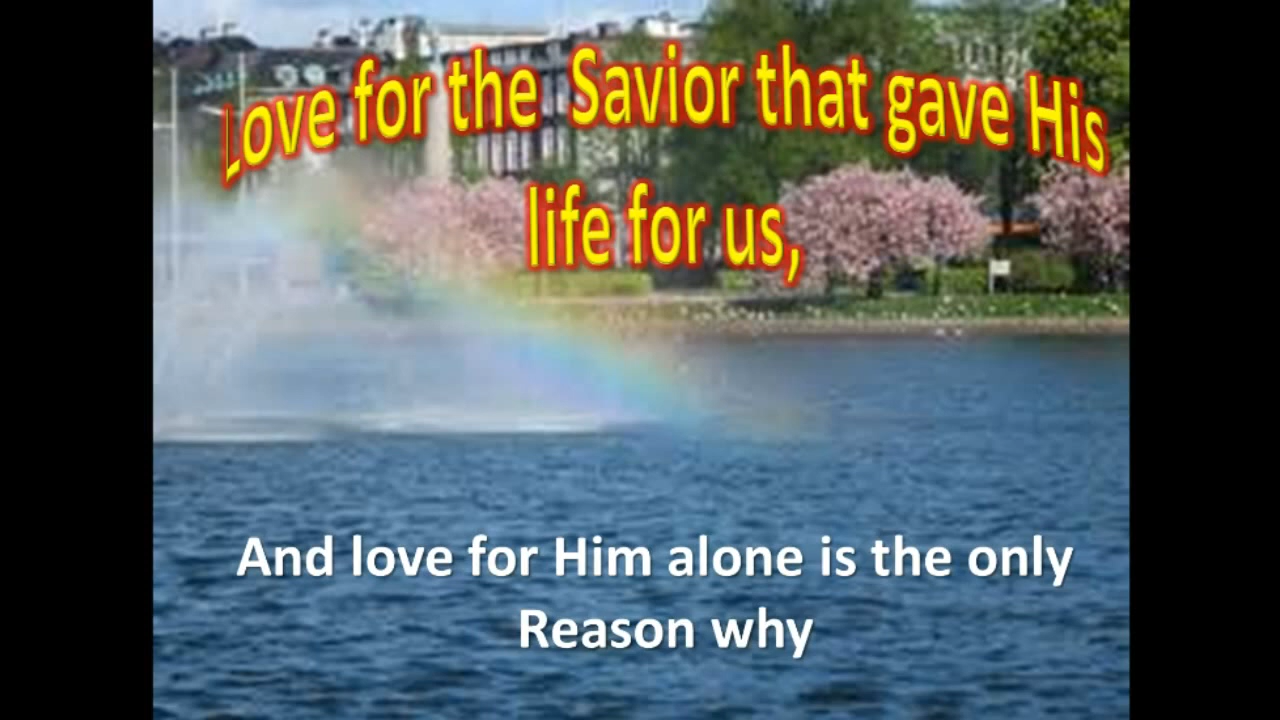 Love for the Savior that gave His
life for us,
And love for Him alone is the only
Reason why